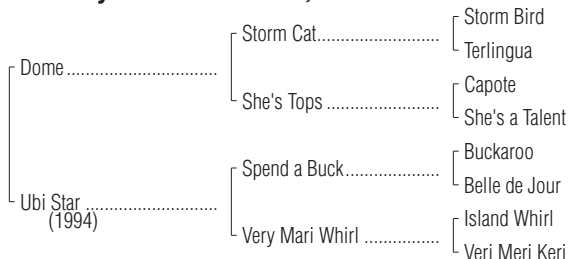 Storm Bird
Storm Cat
Terlingua
Dome
Capote
She's Tops
She's a Talent
Buckaroo
Spend a Buck
Belle de Jour
Ubi Star
(1994)
Island Whirl
Very Mari Whirl
Veri Meri Keri